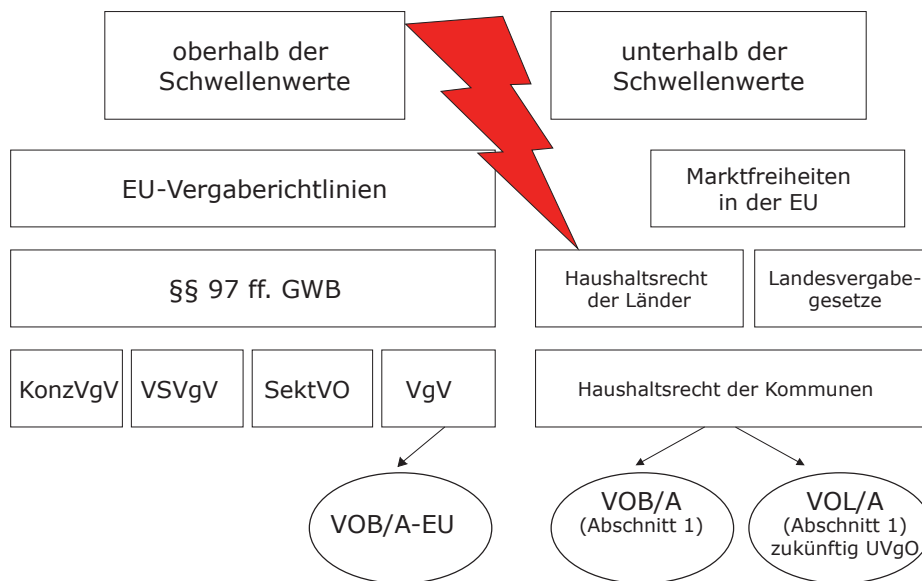 oberhalb der
Schwellenwerte
unterhalb der
Schwellenwerte
EU-Vergaberichtlinien
Marktfreiheiten
in der EU
§§ 97 ff. GWB
Haushaltsrecht
der Länder
Landesvergabe-
gesetze
KonzVgV
VSVgV
SektVO
VgV
Haushaltsrecht der Kommunen
VOB/A-EU
VOB/A
(Abschnitt 1)
VOL/A
(Abschnitt 1)
zukünftig UVgO